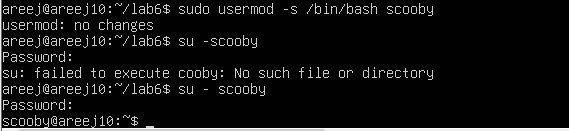 areej@areej10:~/lab6$ sudo usermod -s /bin/bash scooby
usermod: no changes
areej@areej10:~/lab6$ su -scooby
Password:
su: failed to execute cooby: No such file or directory
areej@areej10:~/lab6$ su - scooby
Password:
scooby@areej10:~$ _